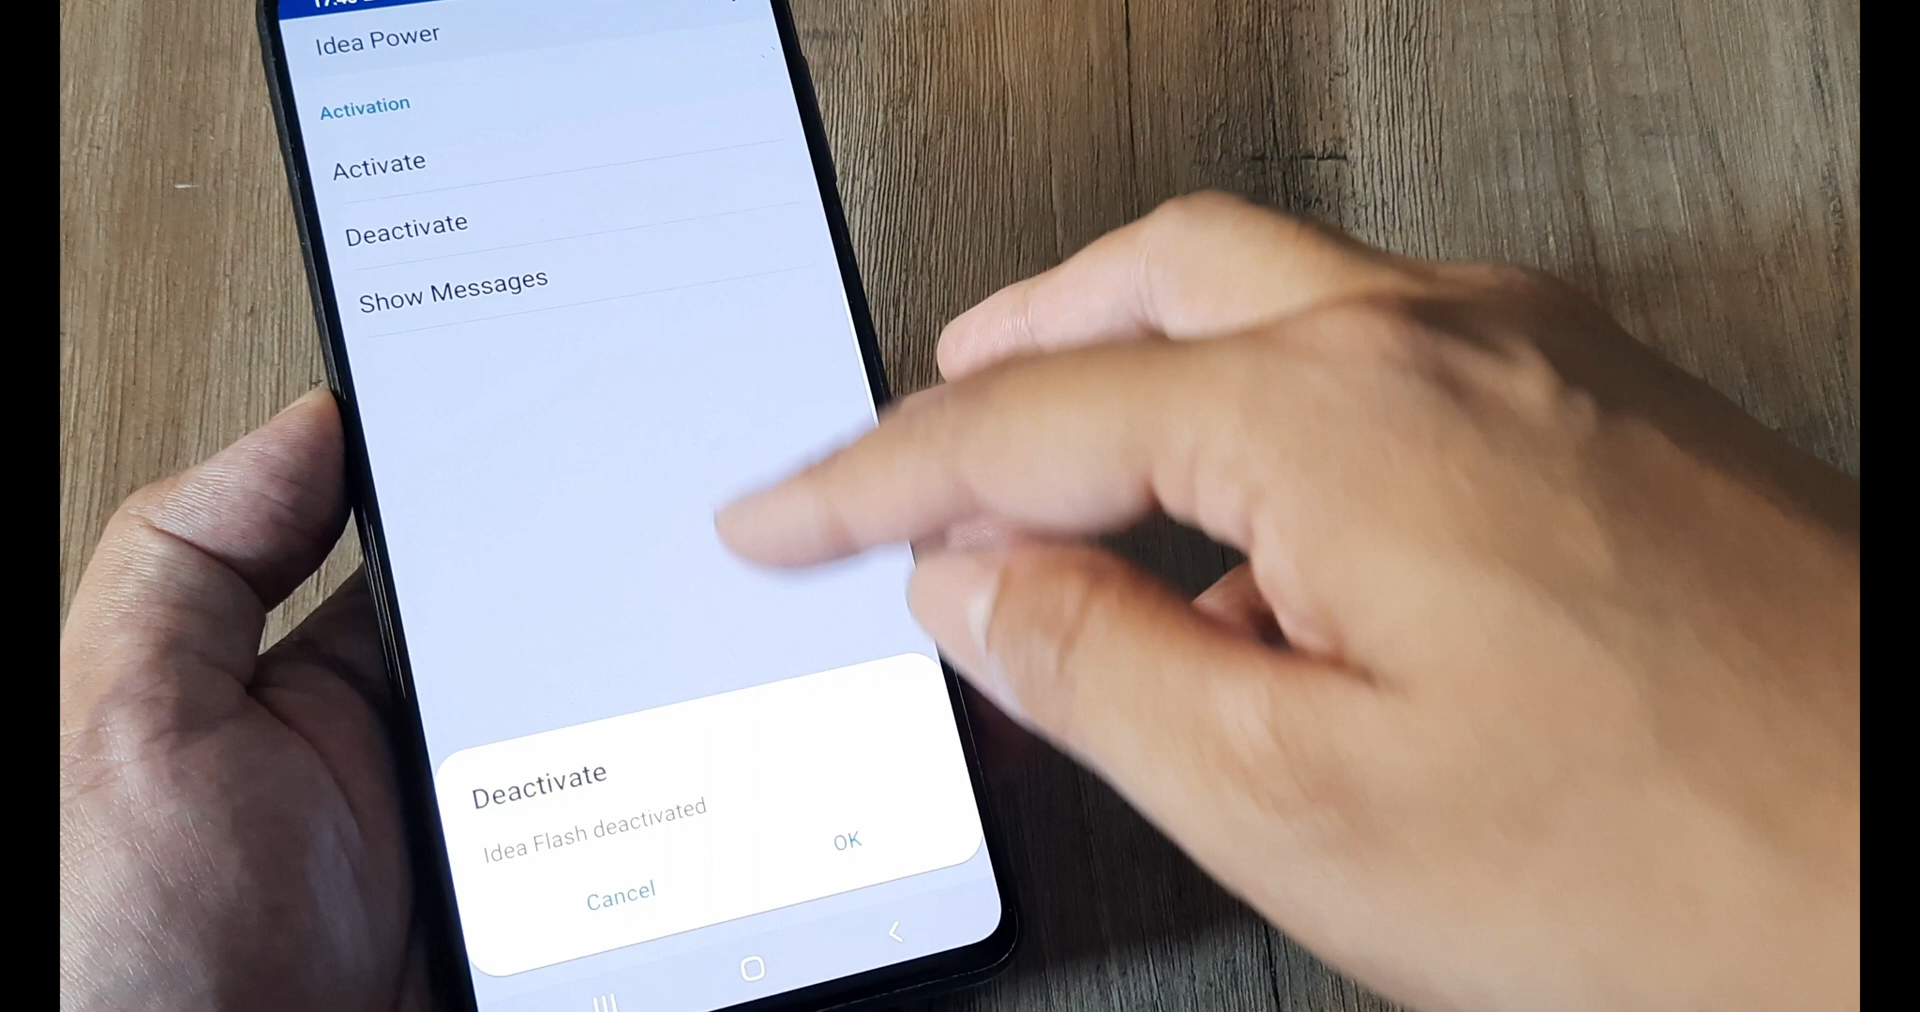 Idea Power
Activation
Activate
Deactivate
Show Messages
Deactivate
Idea Flash deactivated
OK
Cancel